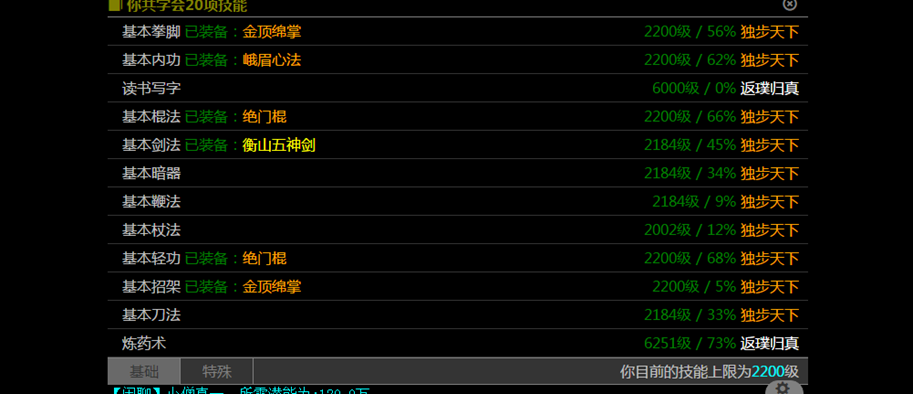 你共学会20项技能
基本拳脚 已装备：金顶绵掌 2200级 / 56% 独步天下
基本内功 已装备：峨眉心法 2200级 / 62% 独步天下
读书写字 6000级 / 0% 返璞归真
基本棍法 已装备：绝门棍 2200级 / 66% 独步天下
基本剑法 已装备：衡山五神剑 2184级 / 45% 独步天下
基本暗器 2184级 / 34% 独步天下
基本鞭法 2184级 / 9% 独步天下
基本杖法 2002级 / 12% 独步天下
基本轻功 已装备：绝门棍 2200级 / 68% 独步天下
基本招架 已装备：金顶绵掌 2200级 / 5% 独步天下
基本刀法 2184级 / 33% 独步天下
炼药术 6251级 / 73% 返璞归真
基础 特殊 你目前的技能上限为2200级